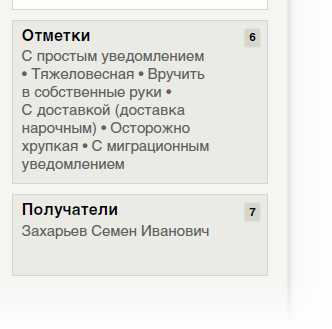 Отметки 6
С простым уведомлением
• Тяжеловесная • Вручить
в собственные руки •
С доставкой (доставка
нарочным) • Осторожно
хрупкая • С миграционным
уведомлением
Получатели 7
Захарьев Семен Иванович